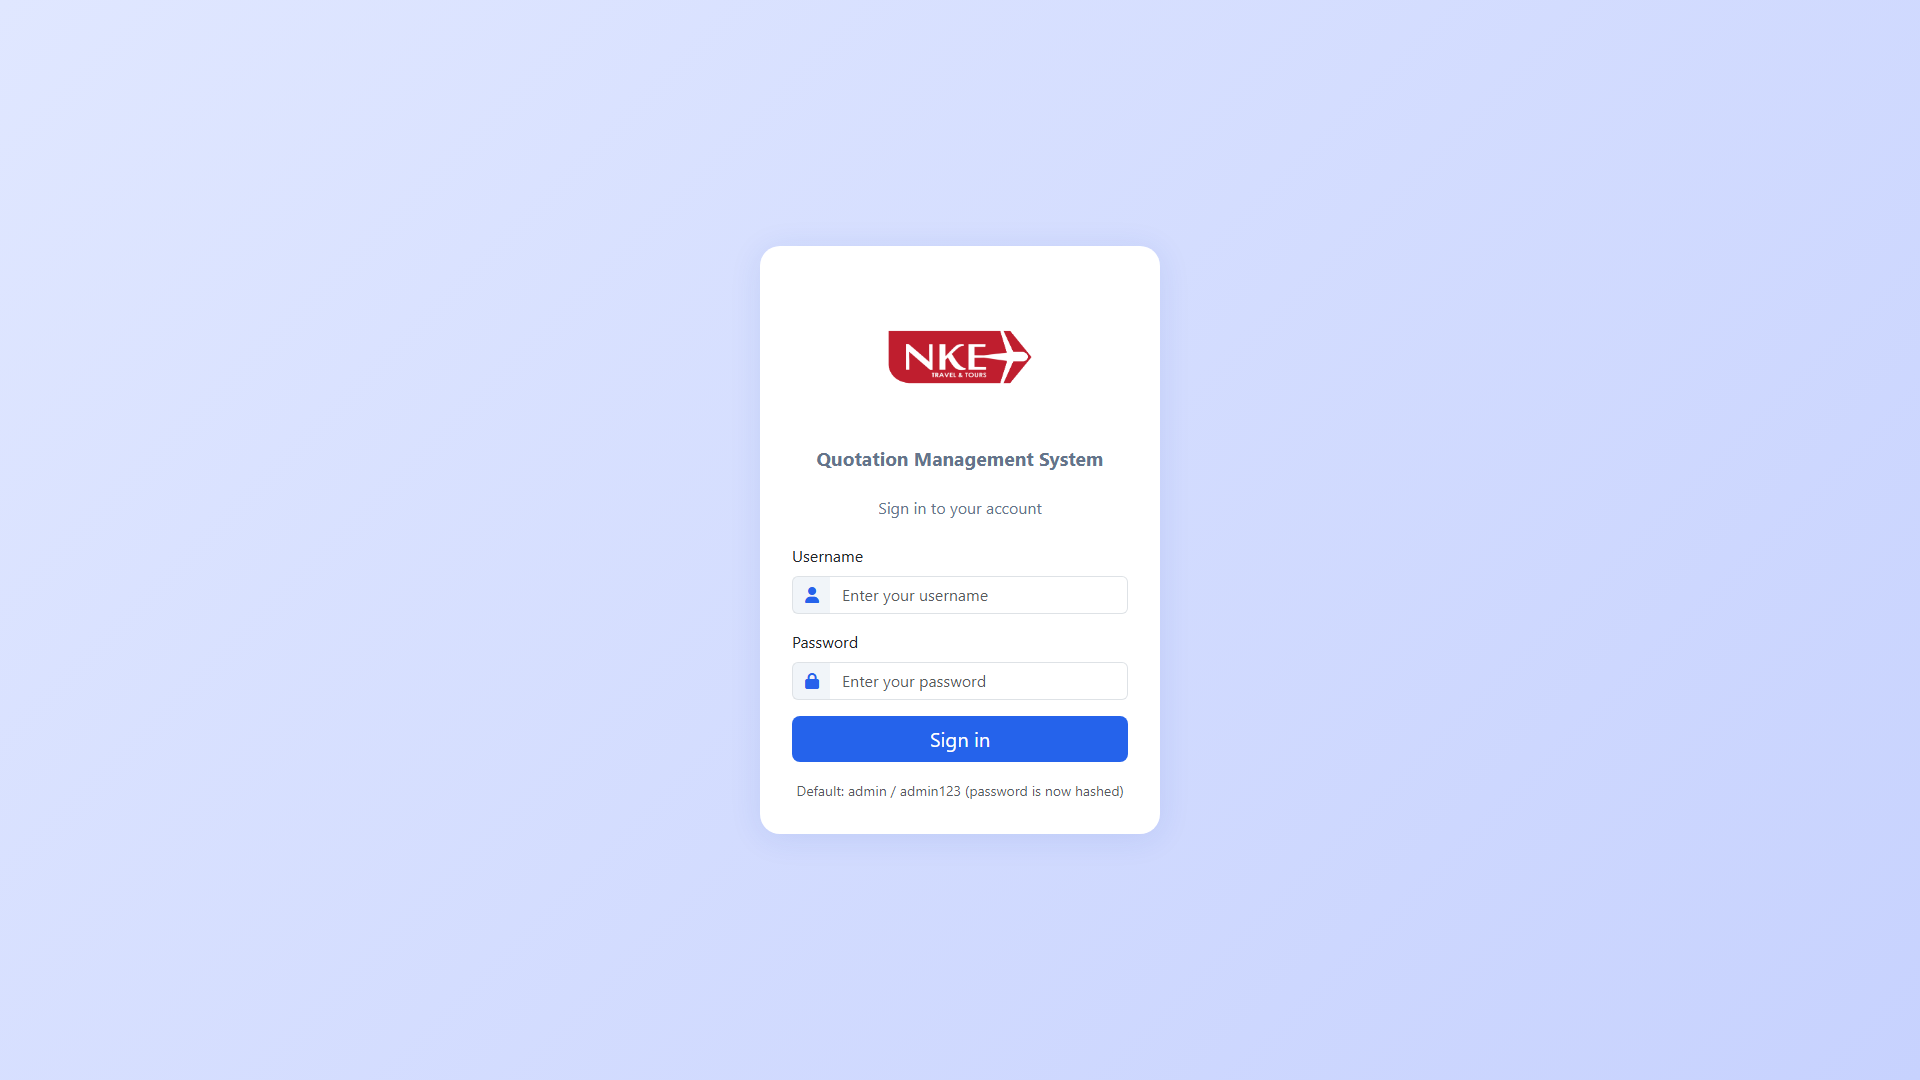 NKE
TRAVEL & TOURS
Quotation Management System
Sign in to your account
Username
Enter your username
Password
Enter your password
Sign in
Default: admin / admin123 (password is now hashed)